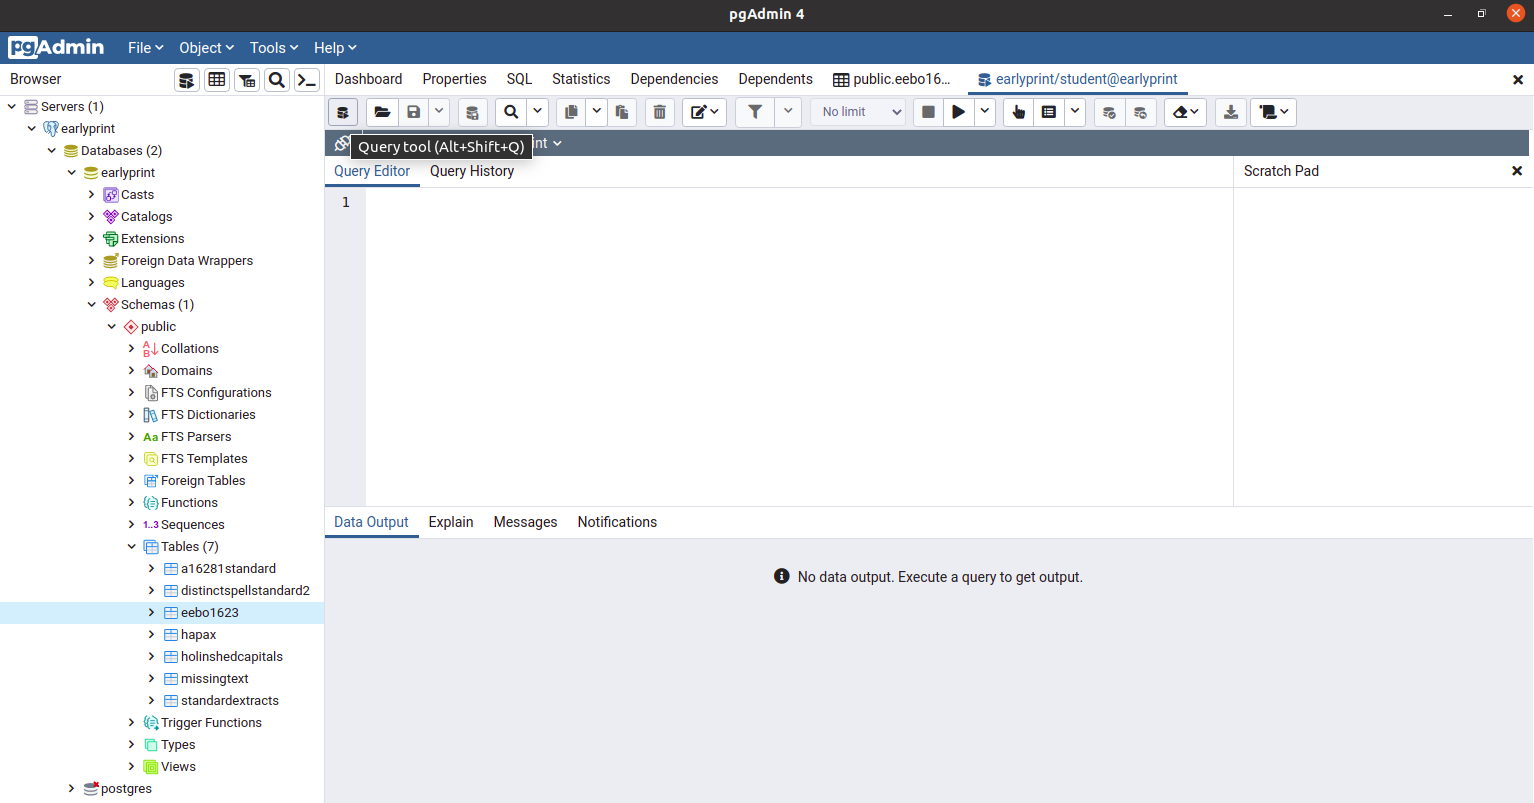 pgAdmin 4
pgAdmin File Object Tools Help
Browser
Dashboard Properties SQL Statistics Dependencies Dependents public.eebo16... earlyprint/student@earlyprint
No limit
Query tool (Alt+Shift+Q) int
Query Editor Query History Scratch Pad
1
Servers (1)
earlyprint
Databases (2)
earlyprint
Casts
Catalogs
Extensions
Foreign Data Wrappers
Languages
Schemas (1)
public
Collations
Domains
FTS Configurations
FTS Dictionaries
Aa FTS Parsers
FTS Templates
Foreign Tables
Functions
1..3 Sequences
Tables (7)
a16281standard
distinctspellstandard2
eebo1623
hapax
holinshedcapitals
missingtext
standardextracts
Trigger Functions
Types
Views
postgres
Data Output Explain Messages Notifications
No data output. Execute a query to get output.